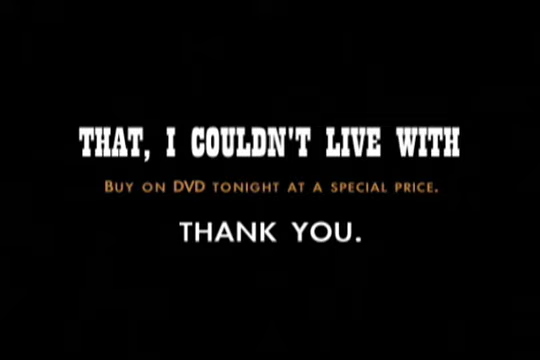 THAT, I COULDN'T LIVE WITH
BUY ON DVD TONIGHT AT A SPECIAL PRICE.
THANK YOU.